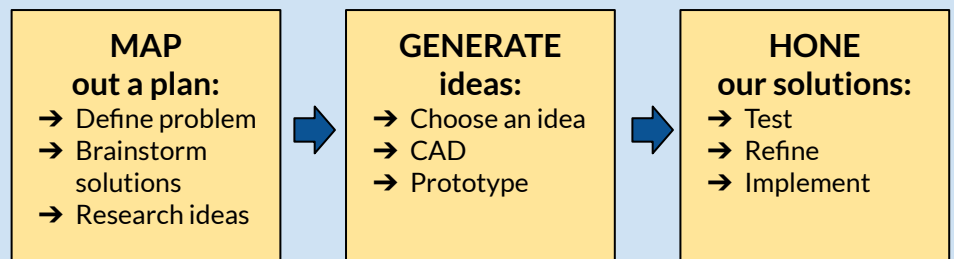 MAP
out a plan:
➔ Define problem
➔ Brainstorm
solutions
➔ Research ideas
GENERATE
ideas:
➔ Choose an idea
➔ CAD
➔ Prototype
HONE
our solutions:
➔ Test
➔ Refine
➔ Implement